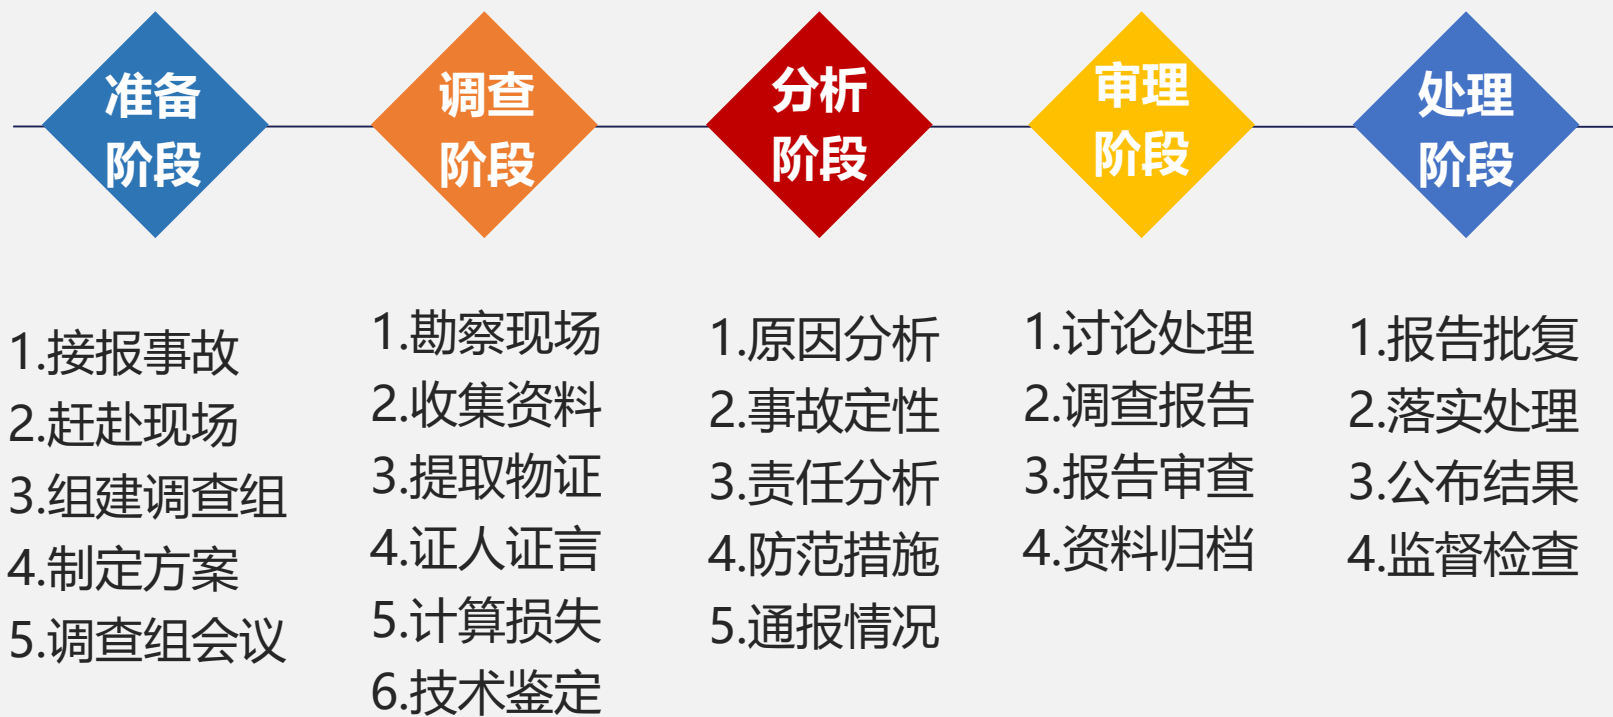 准备
阶段
调查
阶段
分析
阶段
审理
阶段
处理
阶段
1.接报事故
2.赶赴现场
3.组建调查组
4.制定方案
5.调查组会议
1.勘察现场
2.收集资料
3.提取物证
4.证人证言
5.计算损失
6.技术鉴定
1.原因分析
2.事故定性
3.责任分析
4.防范措施
5.通报情况
1.讨论处理
2.调查报告
3.报告审查
4.资料归档
1.报告批复
2.落实处理
3.公布结果
4.监督检查